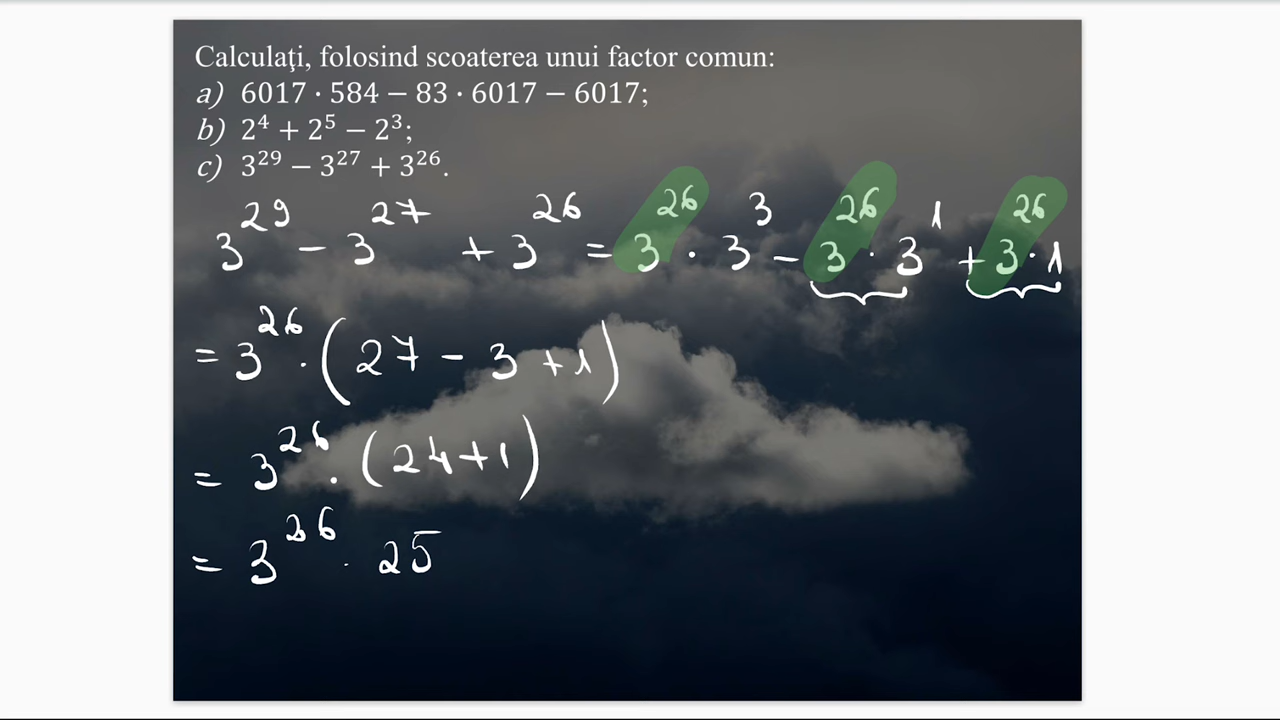 Calculaţi, folosind scoaterea unui factor comun:
a) 6017 · 584 − 83 · 6017 − 6017;
b) 2⁴ + 2⁵ − 2³;
c) 3²⁹ − 3²⁷ + 3²⁶.
3²⁹ − 3²⁷ + 3²⁶ = 3²⁶ · 3³ − 3²⁶ · 3¹ + 3²⁶ · 1
= 3²⁶ · (27 − 3 + 1)
= 3²⁶ · (24 + 1)
= 3²⁶ · 25